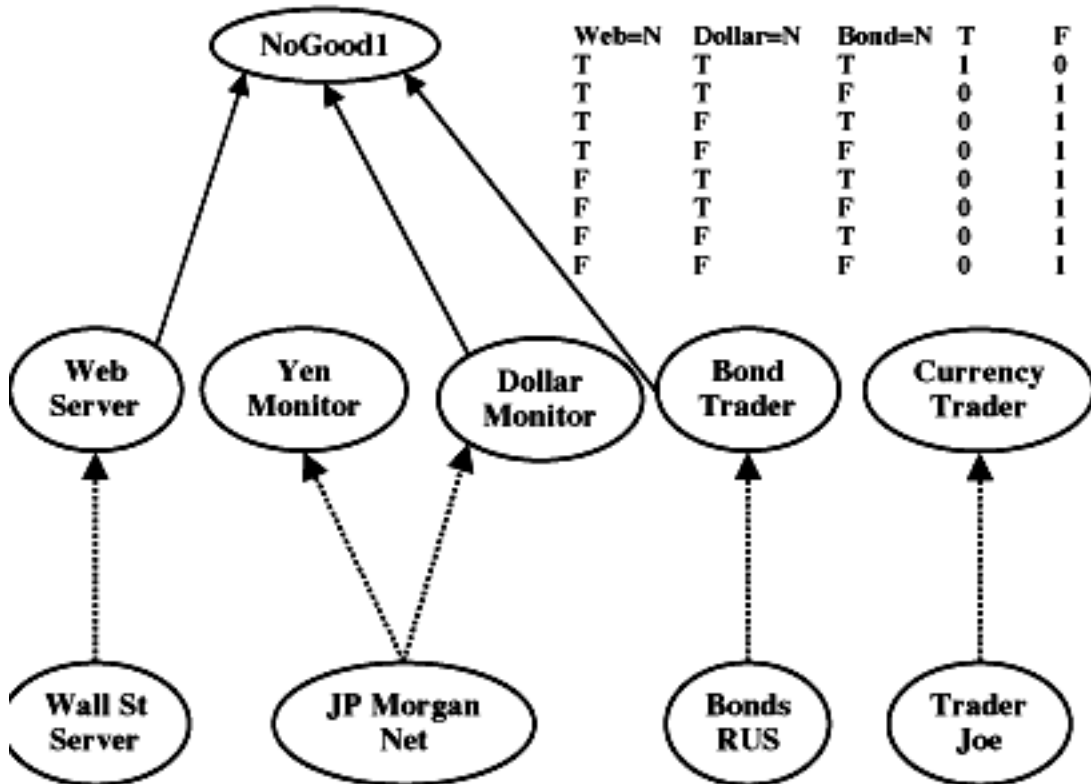 NoGood1
Web=N Dollar=N Bond=N T F
T T T 1 0
T T F 0 1
T F T 0 1
T F F 0 1
F T T 0 1
F T F 0 1
F F T 0 1
F F F 0 1
Web
Server
Yen
Monitor
Dollar
Monitor
Bond
Trader
Currency
Trader
Wall St
Server
JP Morgan
Net
Bonds
RUS
Trader
Joe